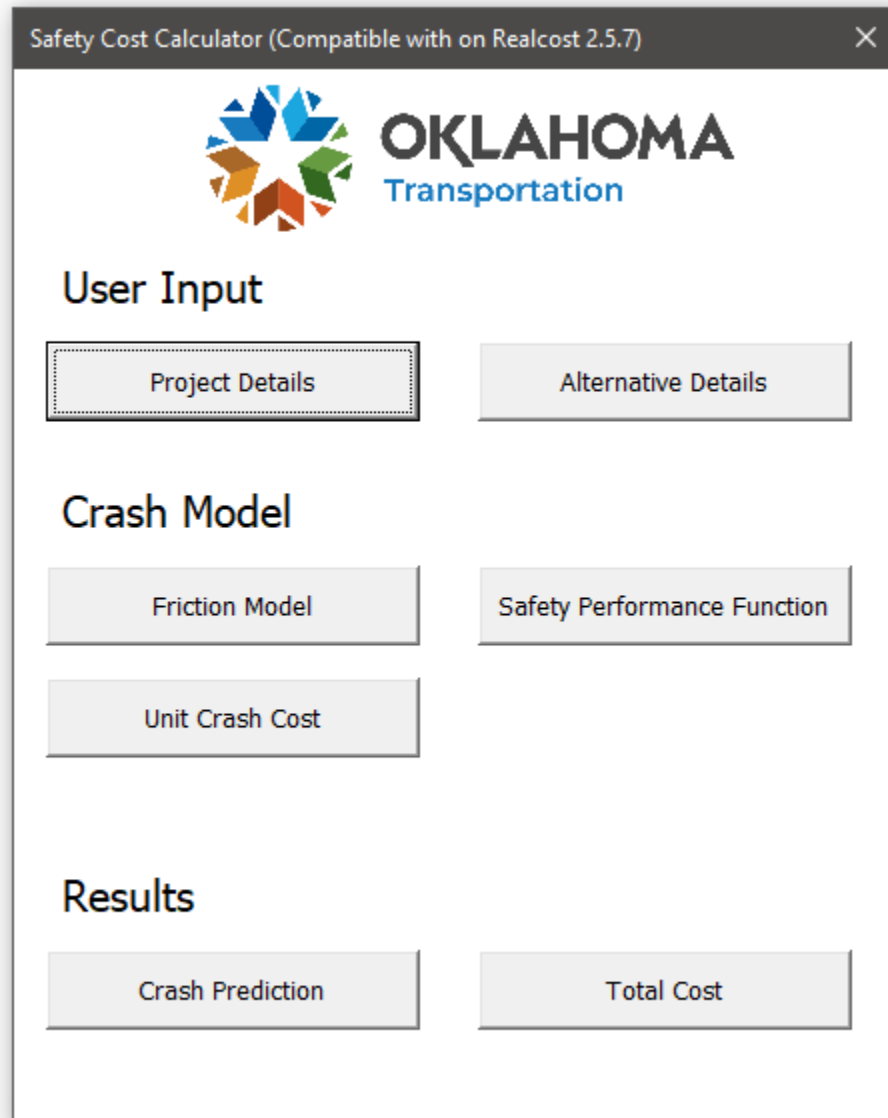 Safety Cost Calculator (Compatible with on Realcost 2.5.7)
OKLAHOMA
Transportation
User Input
Project Details
Alternative Details
Crash Model
Friction Model
Safety Performance Function
Unit Crash Cost
Results
Crash Prediction
Total Cost